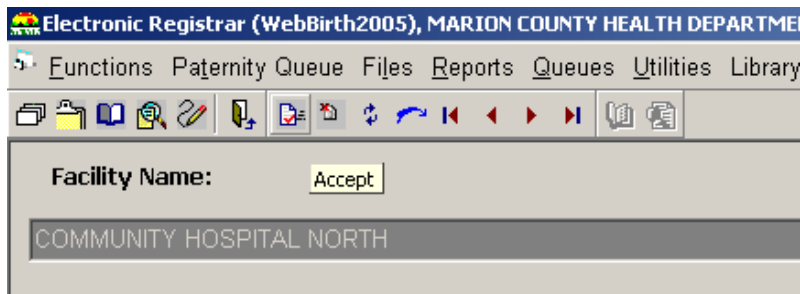 Electronic Registrar (WebBirth2005), MARION COUNTY HEALTH DEPARTME
Functions Paternity Queue Files Reports Queues Utilities Library
Facility Name:
Accept
COMMUNITY HOSPITAL NORTH